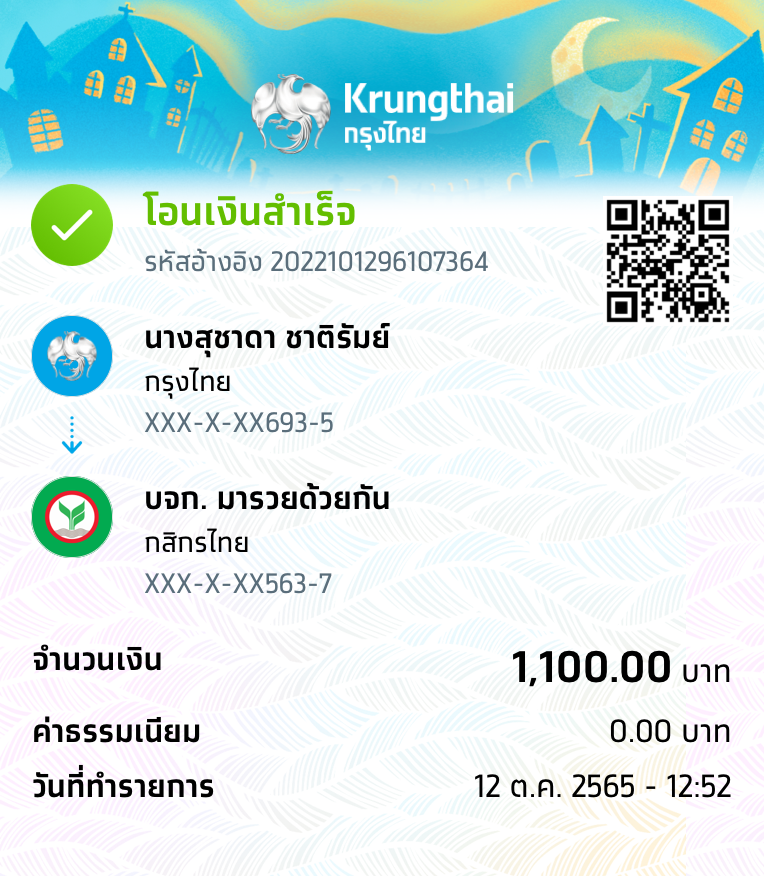 Krungthai
กรุงไทย
โอนเงินสำเร็จ
รหัสอ้างอิง 2022101296107364
นางสุชาดา ชาติรัมย์
กรุงไทย
XXX-X-XX693-5
บจก. มารวยด้วยกัน
กสิกรไทย
XXX-X-XX563-7
จำนวนเงิน 1,100.00 บาท
ค่าธรรมเนียม 0.00 บาท
วันที่ทำรายการ 12 ต.ค. 2565 - 12:52